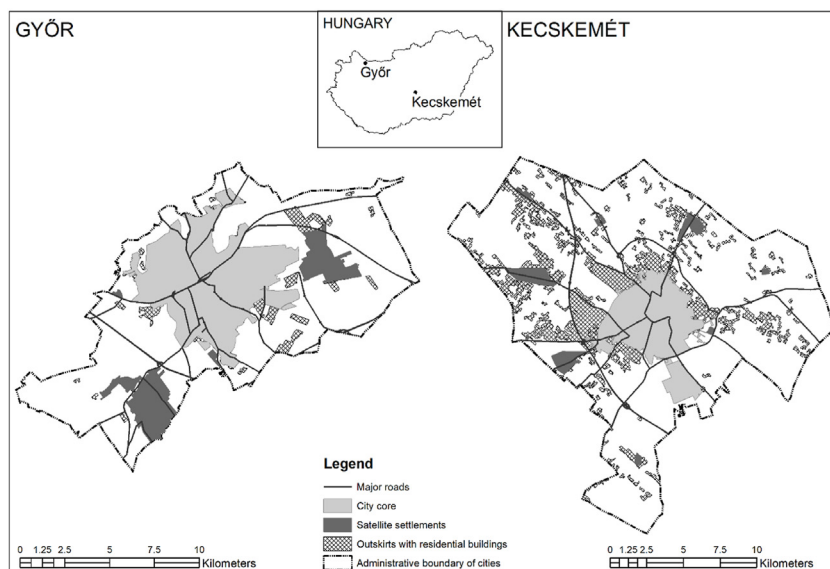 GYŐR
HUNGARY
Győr
Kecskemét
KECSKEMÉT
Legend
Major roads
City core
Satellite settlements
Outskirts with residential buildings
Administrative boundary of cities
0 1.25 2.5 5 7.5 10
Kilometers
0 1.25 2.5 5 7.5 10
Kilometers